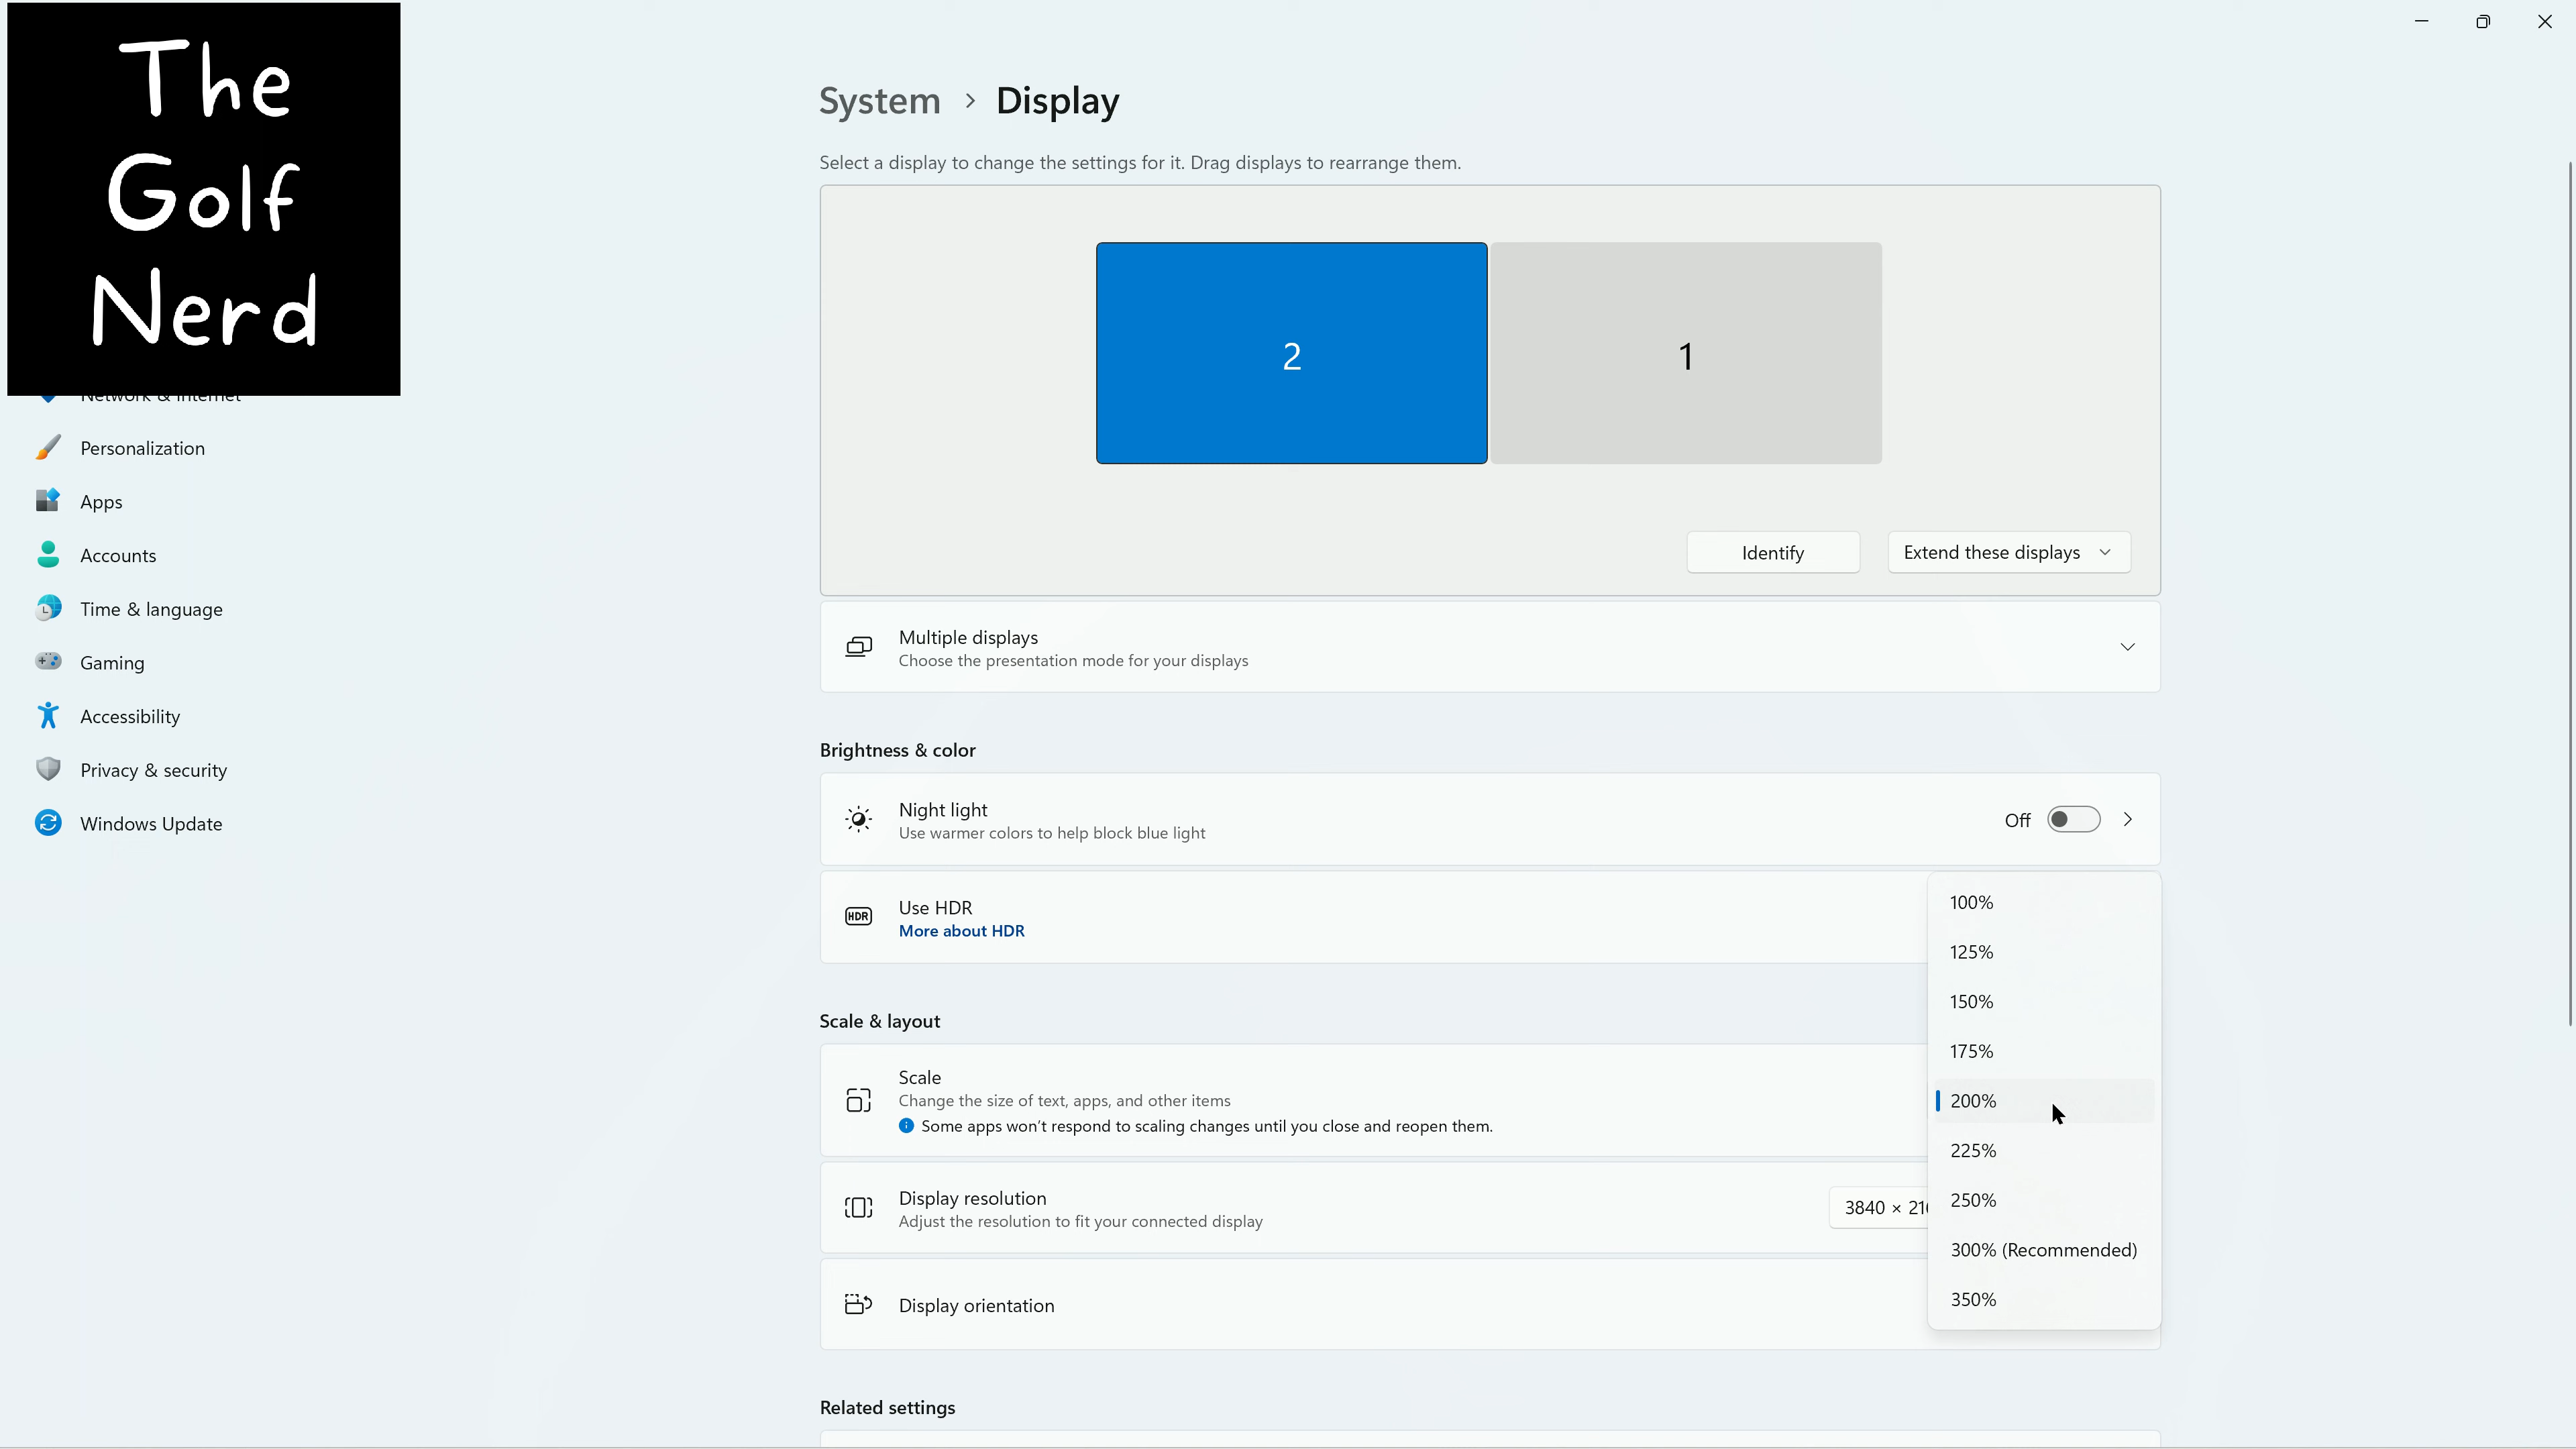 The
Golf
Nerd
System > Display
Select a display to change the settings for it. Drag displays to rearrange them.
2
1
Identify
Extend these displays
Multiple displays
Choose the presentation mode for your displays
Network & internet
Personalization
Apps
Accounts
Time & language
Gaming
Accessibility
Privacy & security
Windows Update
Brightness & color
Night light
Use warmer colors to help block blue light
Off
HDR
Use HDR
More about HDR
Scale & layout
Scale
Change the size of text, apps, and other items
Some apps won't respond to scaling changes until you close and reopen them.
Display resolution
Adjust the resolution to fit your connected display
3840 ×
Display orientation
100%
125%
150%
175%
200%
225%
250%
300% (Recommended)
350%
Related settings